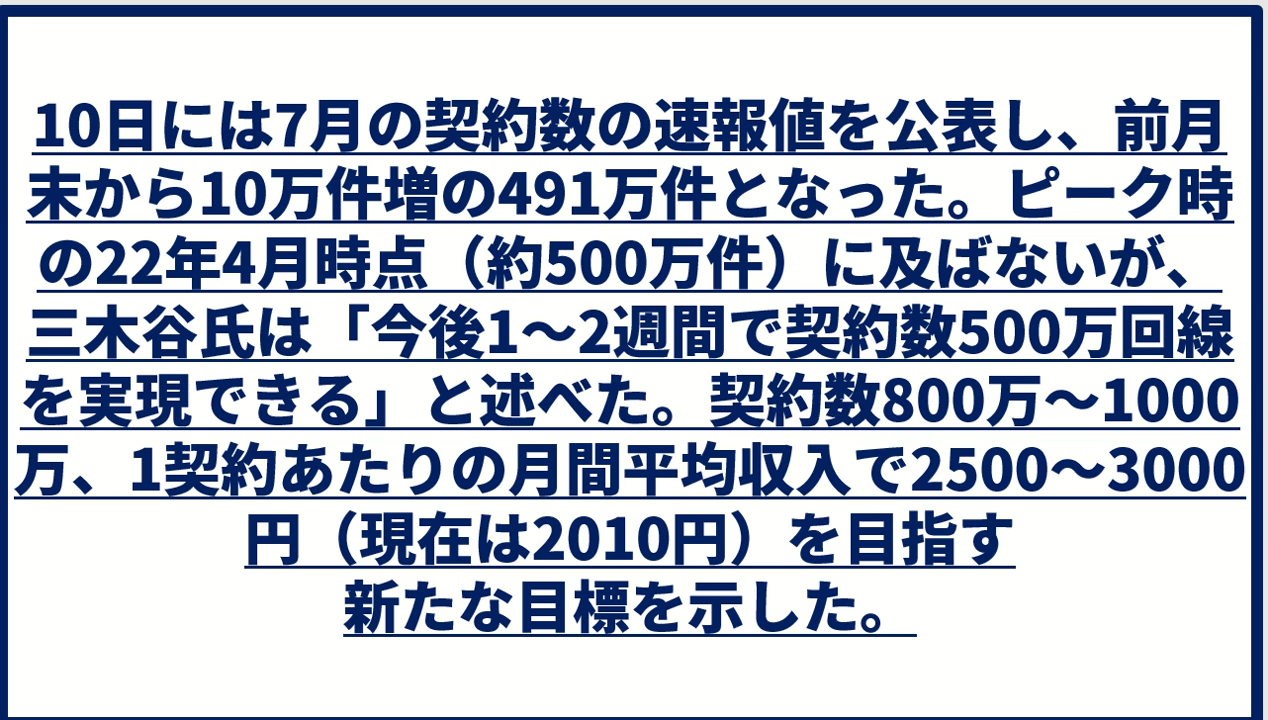 10日には7月の契約数の速報値を公表し、前月
末から10万件増の491万件となった。ピーク時
の22年4月時点（約500万件）に及ばないが、
三木谷氏は「今後1～2週間で契約数500万回線
を実現できる」と述べた。契約数800万～1000
万、1契約あたりの月間平均収入で2500～3000
円（現在は2010円）を目指す
新たな目標を示した。